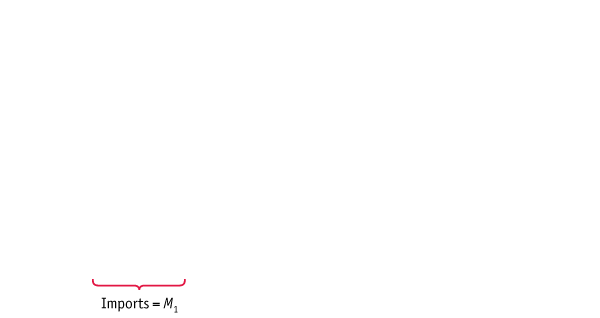 Imports = M₁